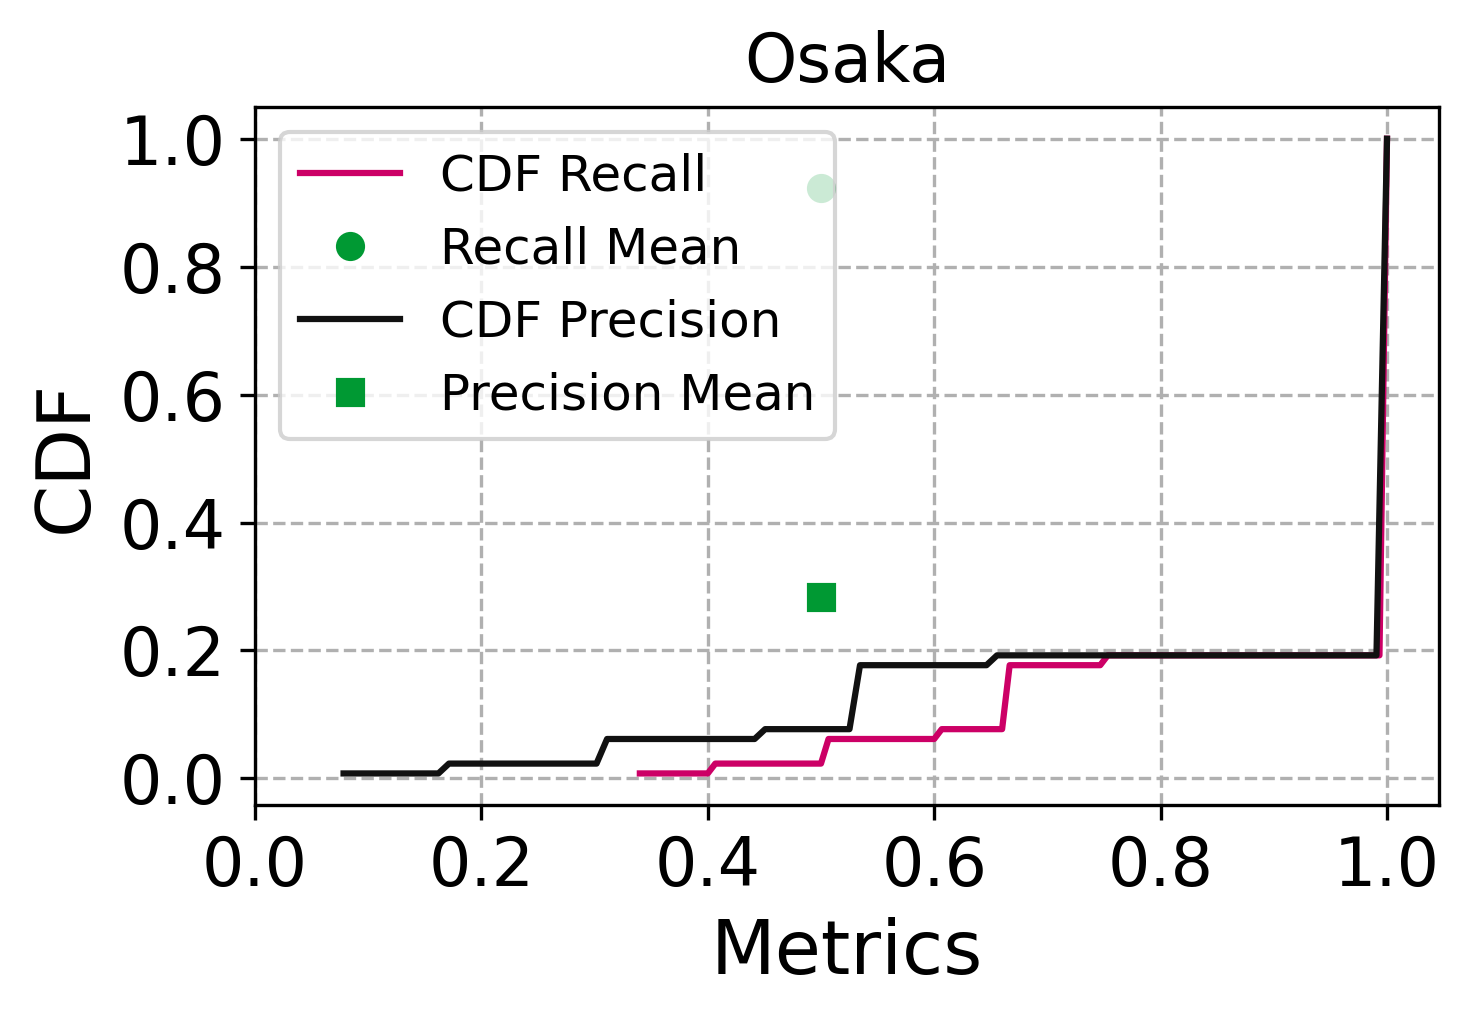 Osaka
CDF
1.0
0.8
0.6
0.4
0.2
0.0
CDF Recall
Recall Mean
CDF Precision
Precision Mean
0.0 0.2 0.4 0.6 0.8 1.0
Metrics